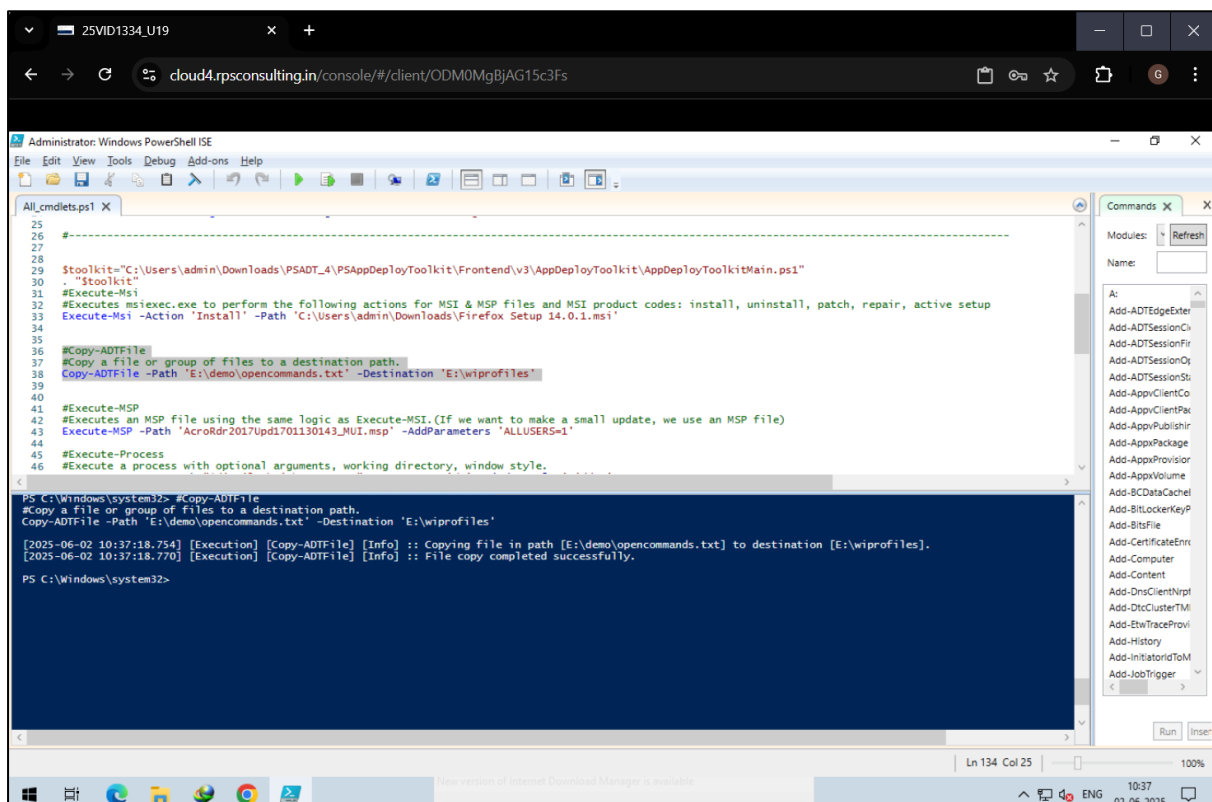 25VID1334_U19
cloud4.rpsconsulting.in/console/#/client/ODM0MgBjAG15c3Fs
G
Administrator: Windows PowerShell ISE
File Edit View Tools Debug Add-ons Help
All_cmdlets.ps1 X
25
26 #-----------------------------------------------------------------------------------------------------------------------------------------------------
27
28
29 $toolkit="C:\Users\admin\Downloads\PSADT_4\PSAppDeployToolkit\Frontend\v3\AppDeployToolkit\AppDeployToolkitMain.ps1"
30 . "$toolkit"
31 #Execute-Msi
32 #Executes msiexec.exe to perform the following actions for MSI & MSP files and MSI product codes: install, uninstall, patch, repair, active setup
33 Execute-Msi -Action 'Install' -Path 'C:\Users\admin\Downloads\Firefox Setup 14.0.1.msi'
34
35
36 #Copy-ADTFile
37 #Copy a file or group of files to a destination path.
38 Copy-ADTFile -Path 'E:\demo\opencommands.txt' -Destination 'E:\wiprofiles'
39
40
41 #Execute-MSP
42 #Executes an MSP file using the same logic as Execute-MSI.(If we want to make a small update, we use an MSP file)
43 Execute-MSP -Path 'AcroRdr2017Upd1701130143_MUI.msp' -AddParameters 'ALLUSERS=1'
44
45 #Execute-Process
46 #Execute a process with optional arguments, working directory, window style.
PS C:\Windows\system32> #Copy-ADTFile
#Copy a file or group of files to a destination path.
Copy-ADTFile -Path 'E:\demo\opencommands.txt' -Destination 'E:\wiprofiles'
[2025-06-02 10:37:18.754] [Execution] [Copy-ADTFile] [Info] :: Copying file in path [E:\demo\opencommands.txt] to destination [E:\wiprofiles].
[2025-06-02 10:37:18.770] [Execution] [Copy-ADTFile] [Info] :: File copy completed successfully.
PS C:\Windows\system32>
Commands X
Modules: Refresh
Name:
A:
Add-ADTEdgeExter
Add-ADTSessionCl
Add-ADTSessionFir
Add-ADTSessionOp
Add-ADTSessionSta
Add-AppvClientCo
Add-AppvClientPac
Add-AppvPublishir
Add-AppxPackage
Add-AppxProvisior
Add-AppxVolume
Add-BCDataCacheI
Add-BitLockerKeyP
Add-BitsFile
Add-CertificateEnro
Add-Computer
Add-Content
Add-DnsClientNrpt
Add-DtcClusterTMI
Add-EtwTraceProvi
Add-History
Add-InitiatorIdToM
Add-JobTrigger
Run Inser
Ln 134 Col 25 100%
New version of Internet Download Manager is available
ENG
10:37
02-06-2025